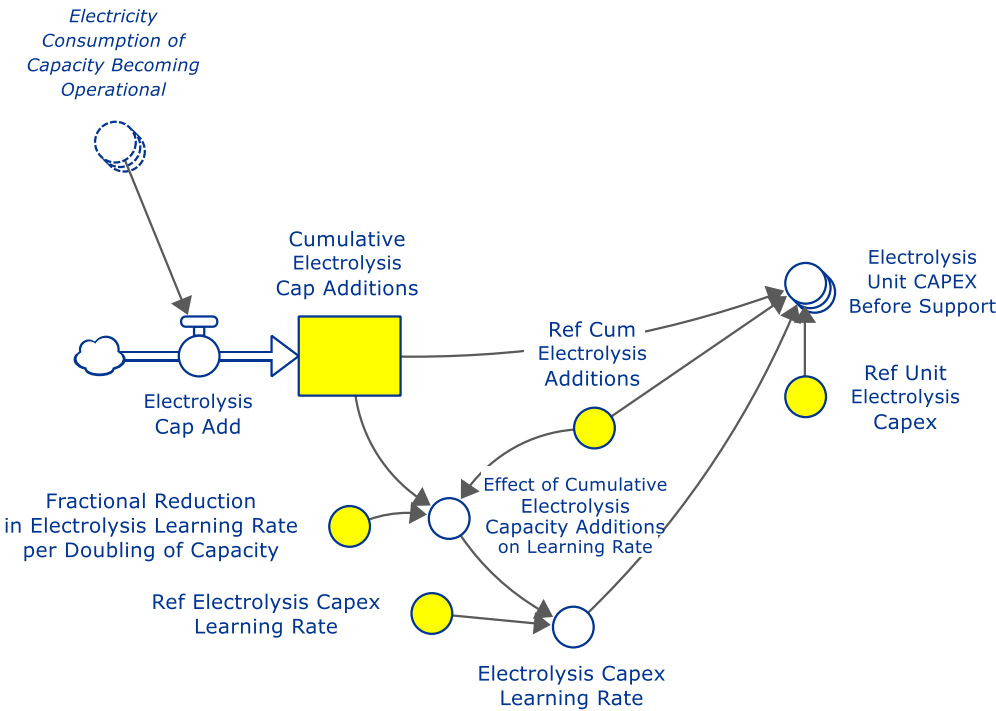 Electricity
Consumption of
Capacity Becoming
Operational
Cumulative
Electrolysis
Cap Additions
Electrolysis
Unit CAPEX
Before Support
Ref Cum
Electrolysis
Additions
Ref Unit
Electrolysis
Capex
Electrolysis
Cap Add
Effect of Cumulative
Electrolysis
Capacity Additions
on Learning Rate
Fractional Reduction
in Electrolysis Learning Rate
per Doubling of Capacity
Ref Electrolysis Capex
Learning Rate
Electrolysis Capex
Learning Rate